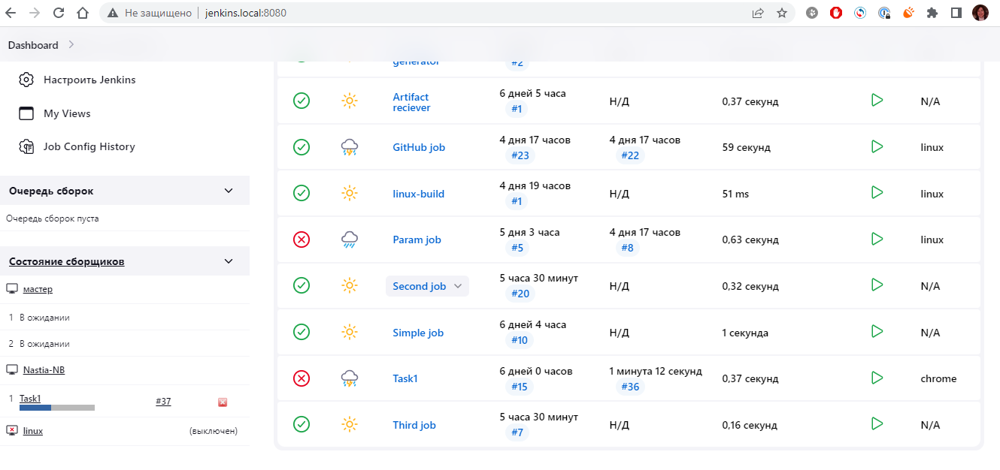 Не защищено
jenkins.local:8080
Dashboard
Настроить Jenkins
My Views
Job Config History
Очередь сборок
Очередь сборок пуста
Состояние сборщиков
мастер
1 В ожидании
2 В ожидании
Nastia-NB
1 Task1 #37
linux (выключен)
generator #2
Artifact
reciever
6 дней 5 часа
#1
Н/Д
0,37 секунд
N/A
GitHub job
4 дня 17 часов
#23
4 дня 17 часов
#22
59 секунд
linux
linux-build
4 дня 19 часов
#1
Н/Д
51 ms
linux
Param job
5 дня 3 часа
#5
4 дня 17 часов
#8
0,63 секунд
linux
Second job
5 часа 30 минут
#20
Н/Д
0,32 секунд
N/A
Simple job
6 дней 4 часа
#10
Н/Д
1 секунда
N/A
Task1
6 дней 0 часов
#15
1 минута 12 секунд
#36
0,37 секунд
chrome
Third job
5 часа 30 минут
#7
Н/Д
0,16 секунд
N/A